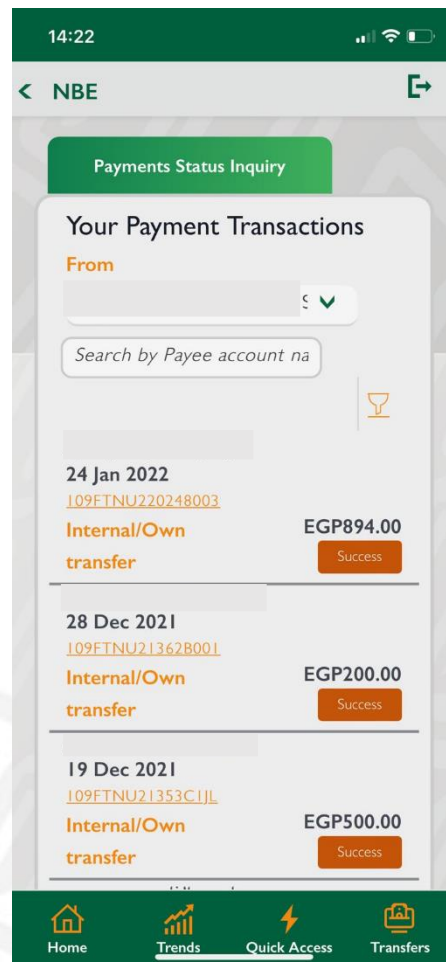 14:22
NBE
Payments Status Inquiry
Your Payment Transactions
From
Search by Payee account na
24 Jan 2022
109FTNU220248003
Internal/Own
transfer
EGP894.00
Success
28 Dec 2021
109FTNU21362B001
Internal/Own
transfer
EGP200.00
Success
19 Dec 2021
109FTNU21353C1JL
Internal/Own
transfer
EGP500.00
Success
Home
Trends
Quick Access
Transfers